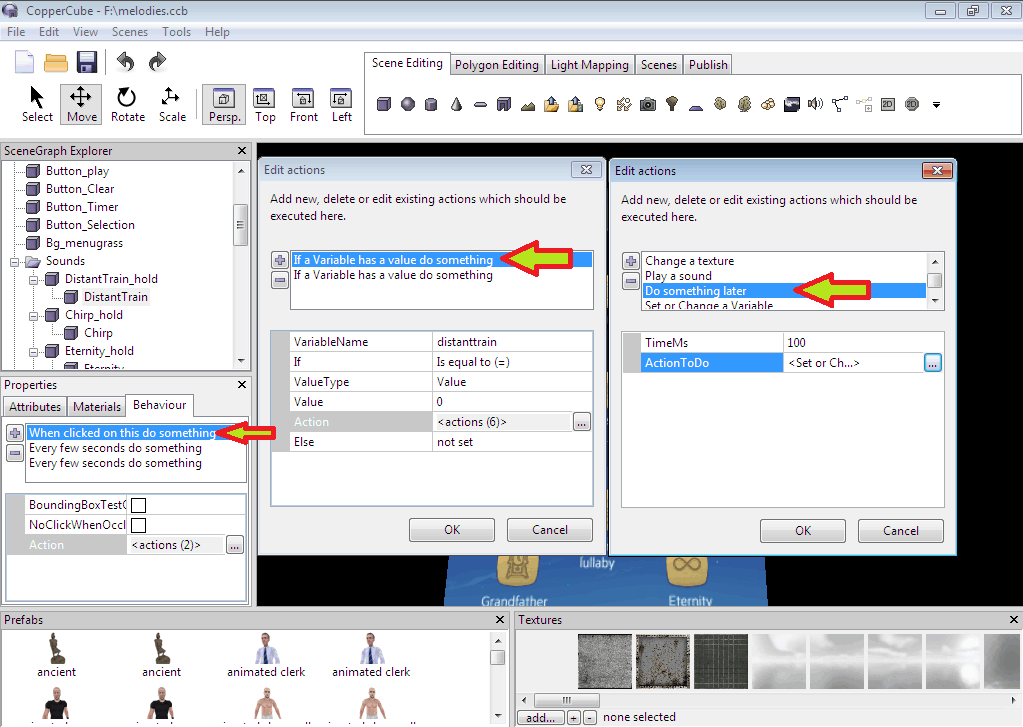 CopperCube - F:\melodies.ccb
File Edit View Scenes Tools Help
Scene Editing Polygon Editing Light Mapping Scenes Publish
Select Move Rotate Scale Persp. Top Front Left
2D 2D
SceneGraph Explorer
Button_play
Button_Clear
Button_Timer
Button_Selection
Bg_menugrass
Sounds
DistantTrain_hold
DistantTrain
Chirp_hold
Chirp
Eternity_hold
Eternity
Properties
Attributes Materials Behaviour
When clicked on this do something
Every few seconds do something
Every few seconds do something
BoundingBoxTest
NoClickWhenOccl
Action <actions (2)> ...
Edit actions
Add new, delete or edit existing actions which should be
executed here.
If a Variable has a value do something
If a Variable has a value do something
VariableName distanttrain
If Is equal to (=)
ValueType Value
Value 0
Action <actions (6)> ...
Else not set
OK Cancel
Edit actions
Add new, delete or edit existing actions which should be
executed here.
Change a texture
Play a sound
Do something later
Set or Change a Variable
TimeMs 100
ActionToDo <Set or Ch...> ...
OK Cancel
lullaby
Grandfather Eternity
Prefabs
ancient ancient animated clerk animated clerk
Textures
add... + - none selected